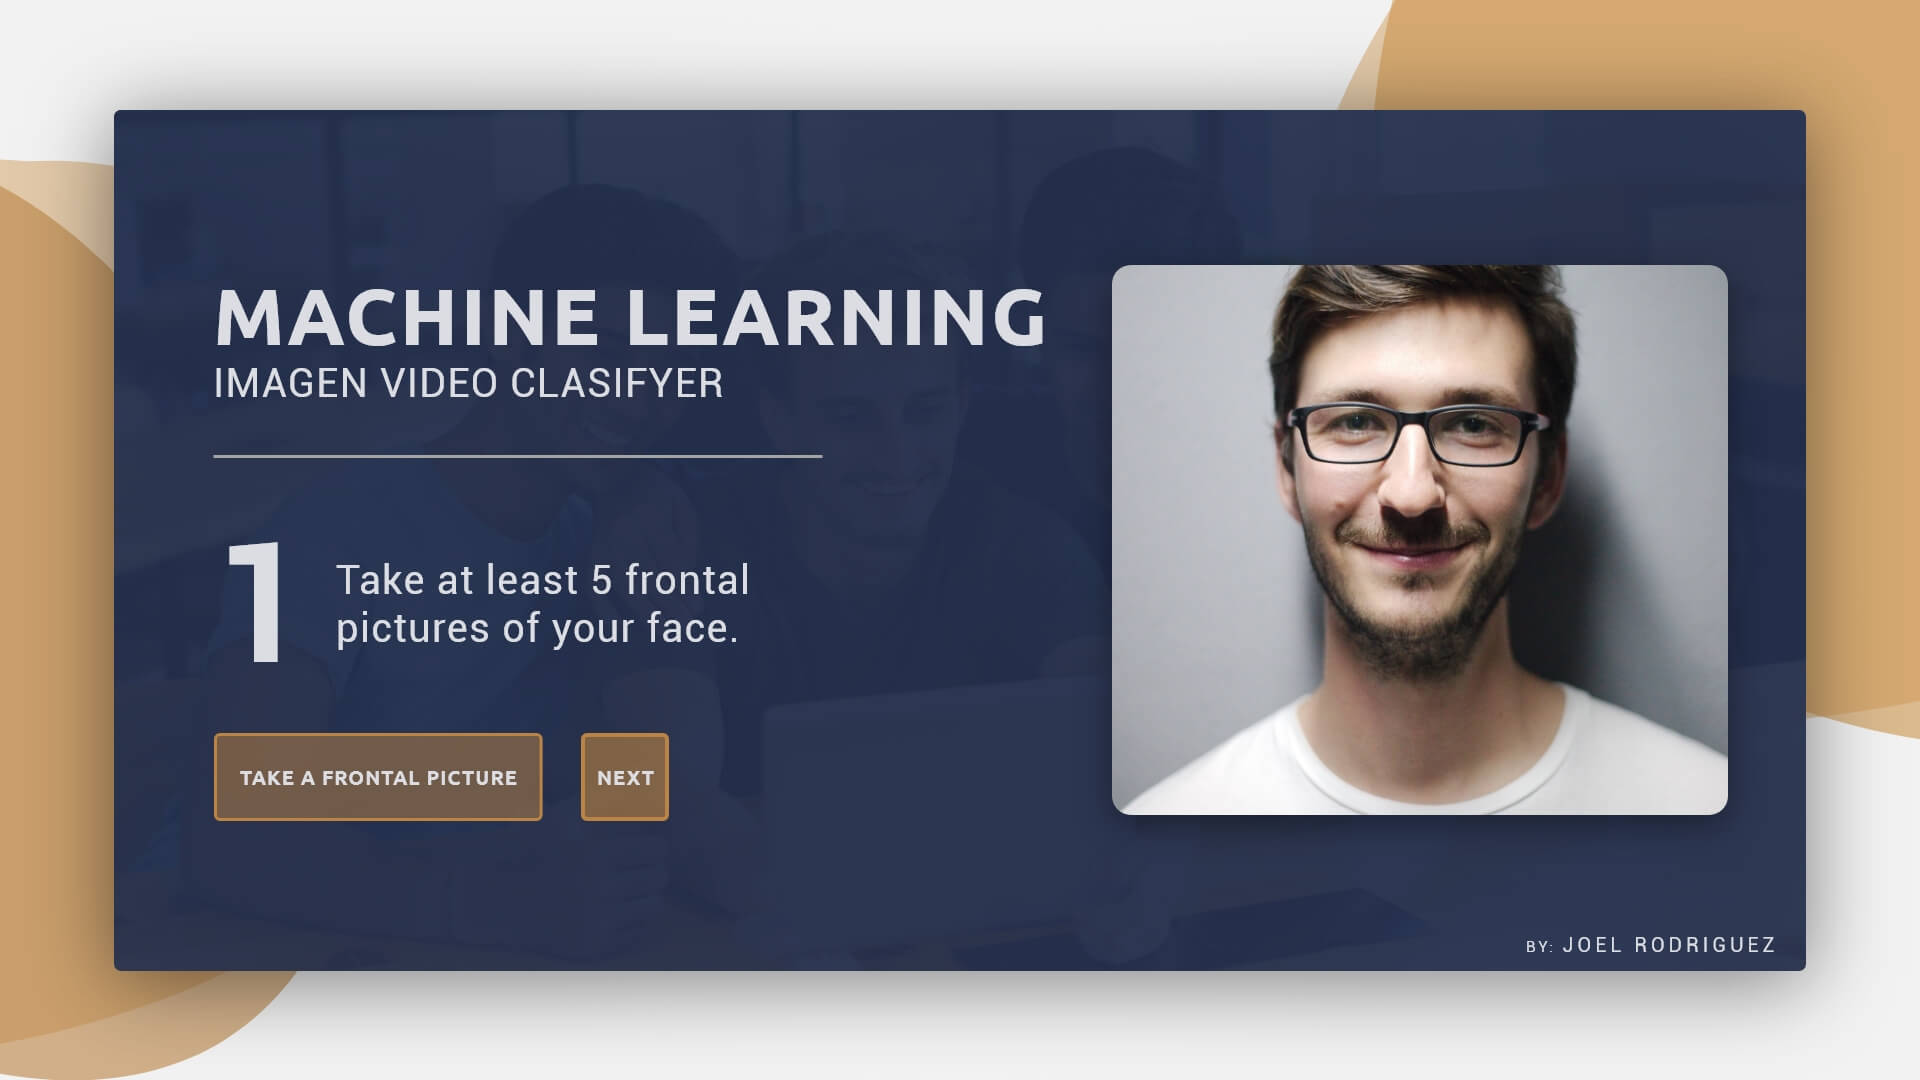 MACHINE LEARNING
IMAGEN VIDEO CLASIFYER
1
Take at least 5 frontal
pictures of your face.
TAKE A FRONTAL PICTURE
NEXT
BY: JOEL RODRIGUEZ